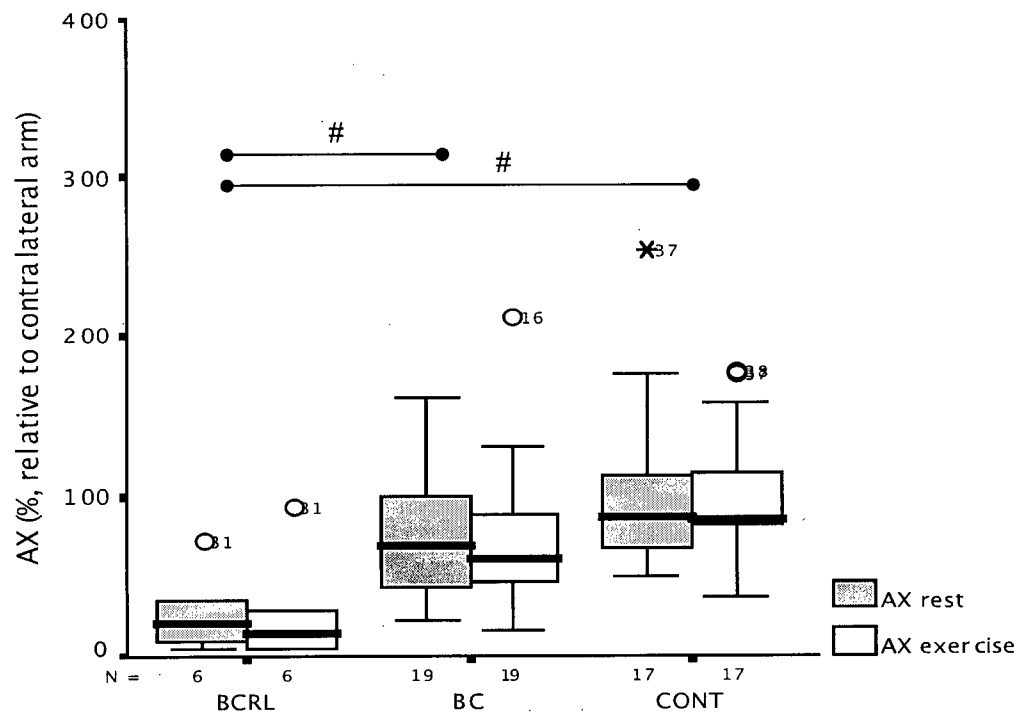 400
#
#
300
37
16
200
38
100
31
31
0
AX (%, relative to contralateral arm)
AX rest
AX exercise
N = 6 6 19 19 17 17
BCRL BC CONT